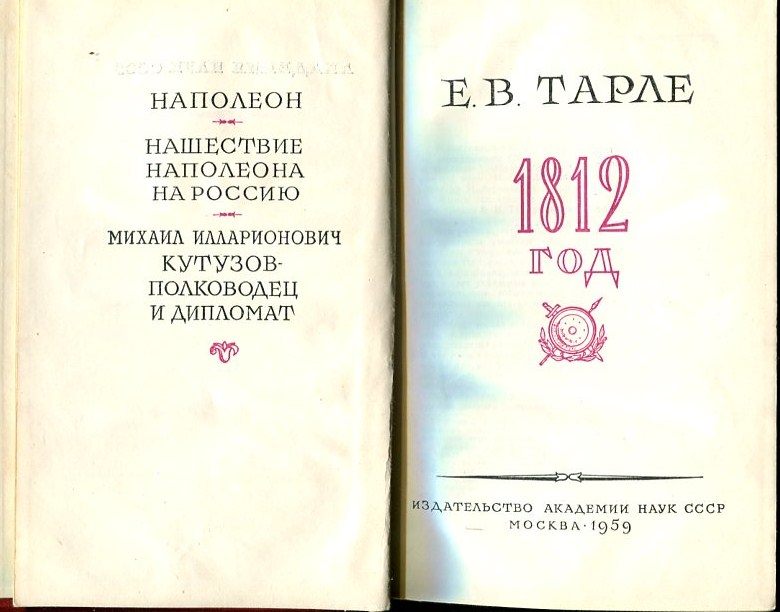 НАПОЛЕОН
НАШЕСТВИЕ
НАПОЛЕОНА
НА РОССИЮ
МИХАИЛ ИЛЛАРИОНОВИЧ
КУТУЗОВ-
ПОЛКОВОДЕЦ
И ДИПЛОМАТ
Е. В. ТАРЛЕ
1812
ГОД
ИЗДАТЕЛЬСТВО АКАДЕМИИ НАУК СССР
МОСКВА · 1959